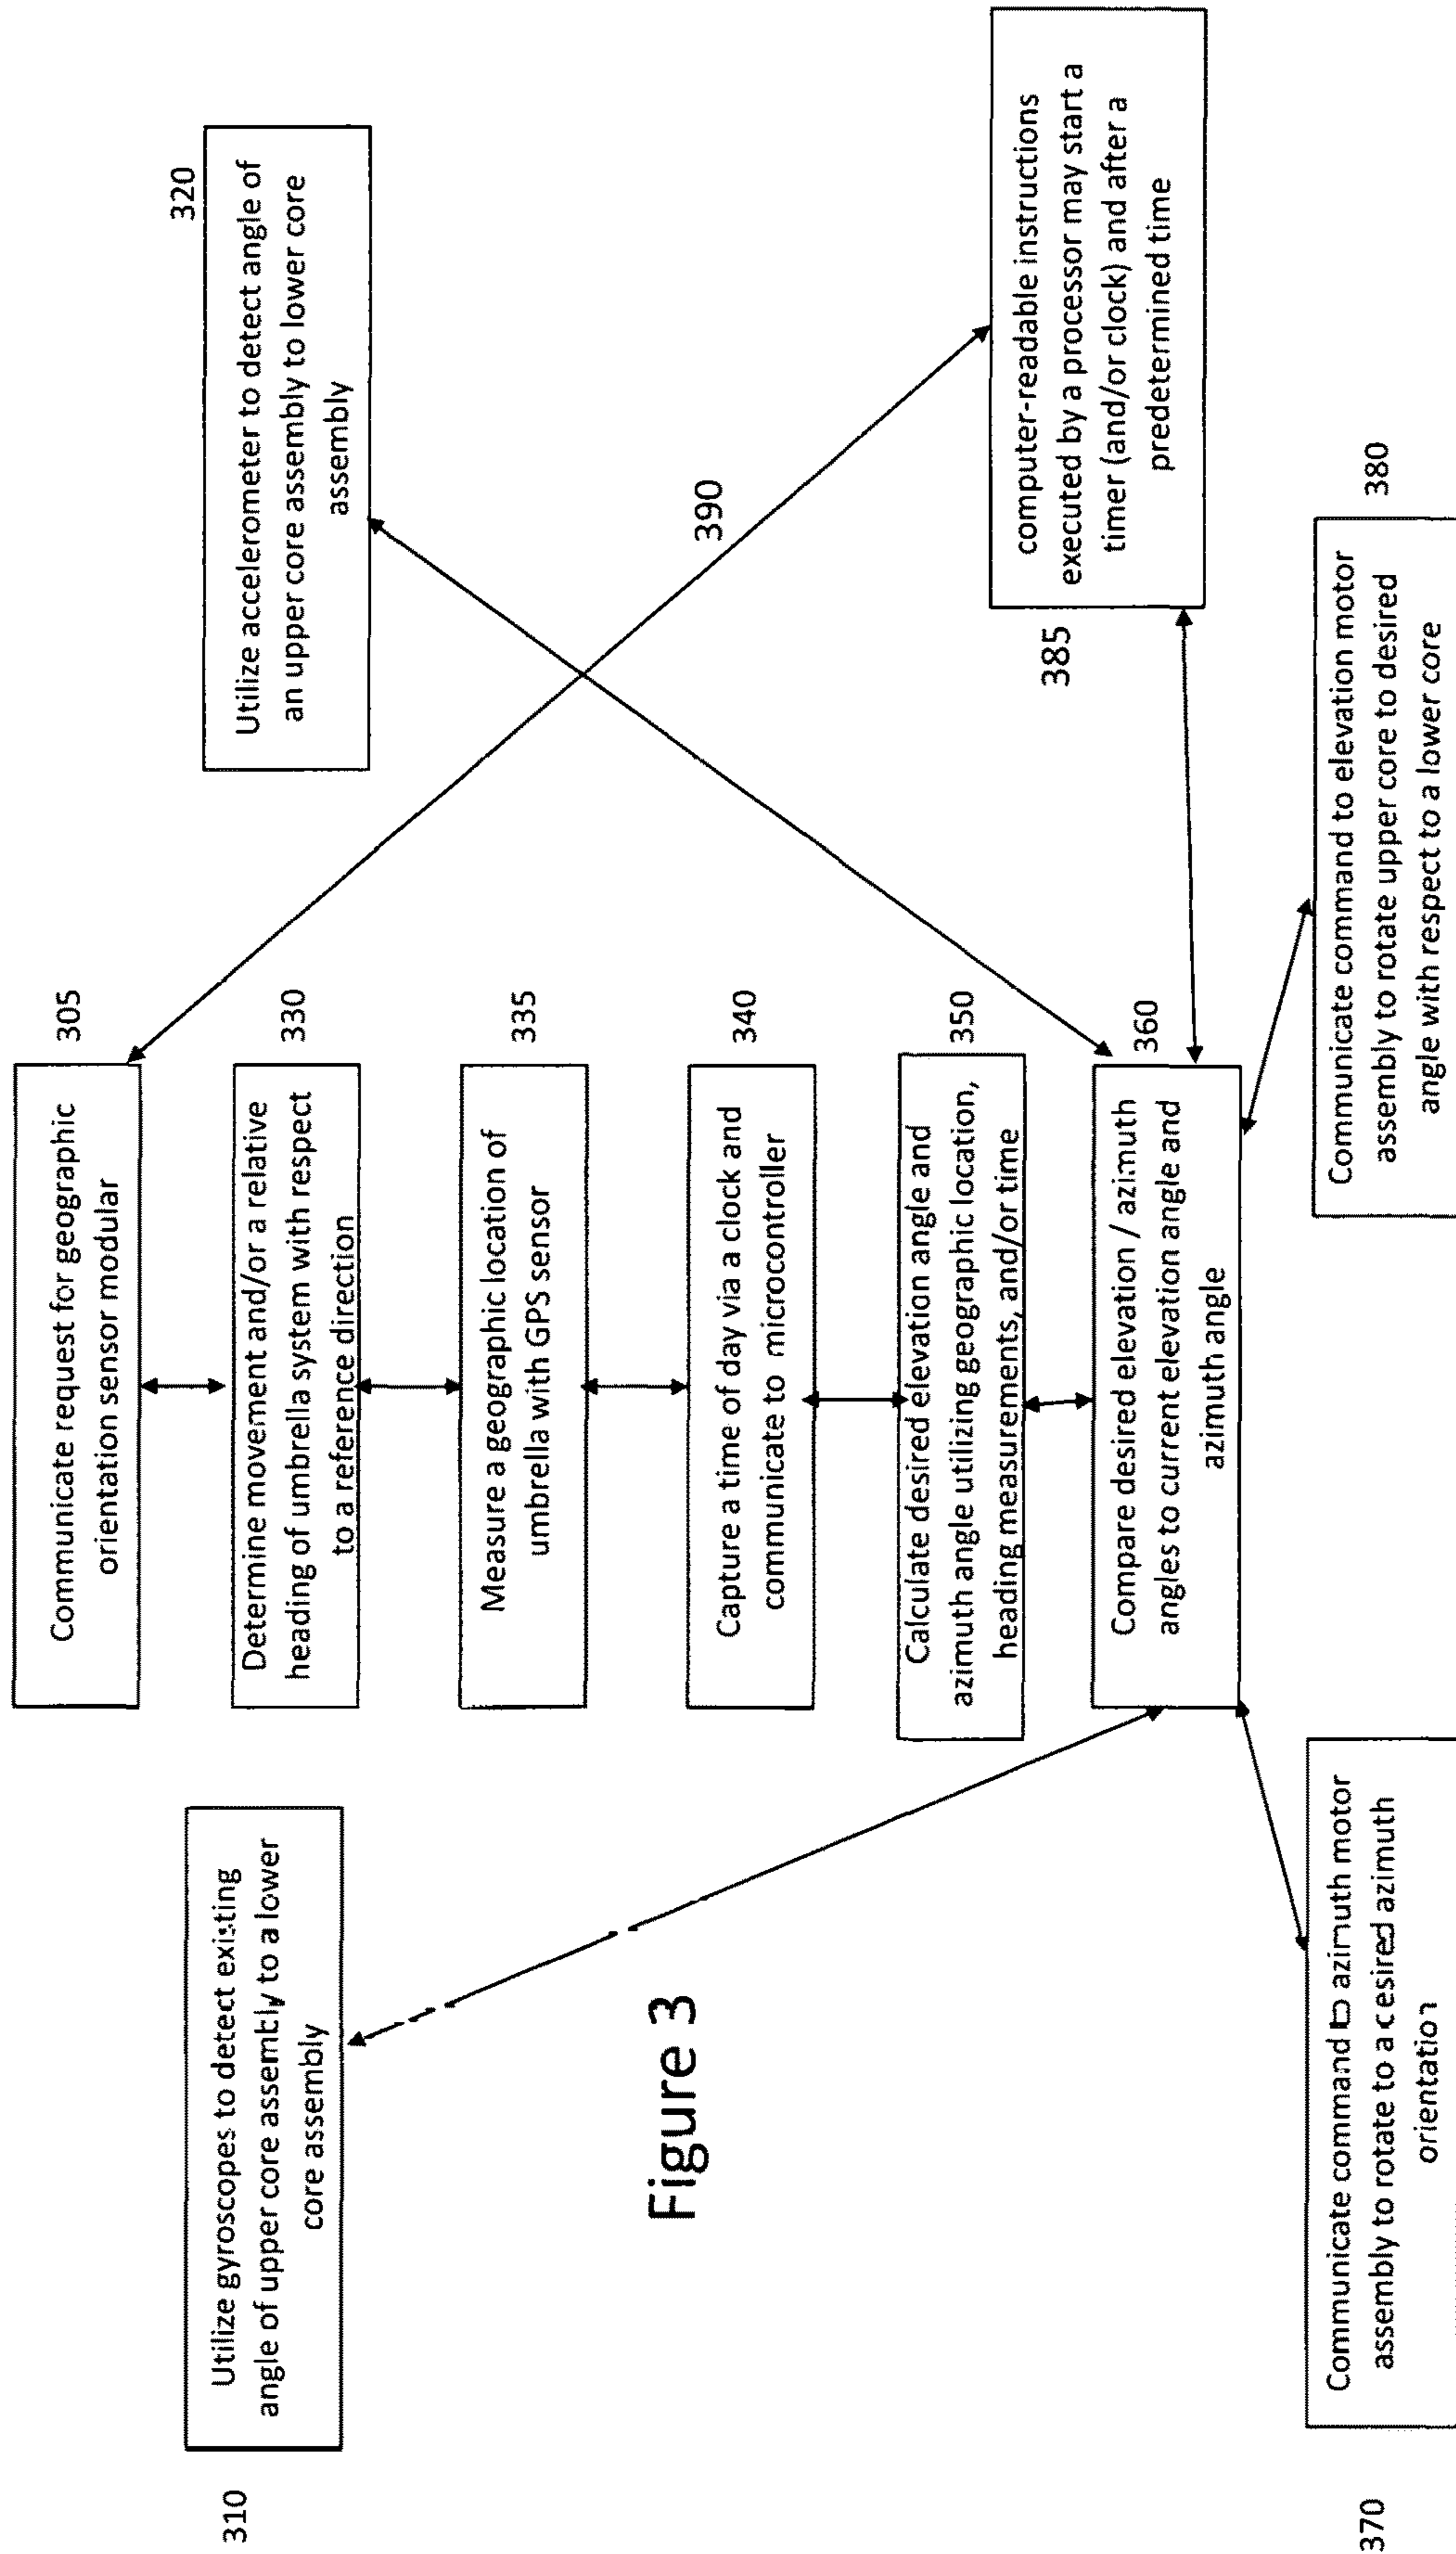 305
Communicate request for geographic
orientation sensor modular
310
Utilize gyroscopes to detect existing
angle of upper core assembly to a lower
core assembly
320
Utilize accelerometer to detect angle of
an upper core assembly to lower core
assembly
330
Determine movement and/or a relative
heading of umbrella system with respect
to a reference direction
335
Measure a geographic location of
umbrella with GPS sensor
340
Capture a time of day via a clock and
communicate to microcontroller
350
Calculate desired elevation angle and
azimuth angle utilizing geographic location,
heading measurements, and/or time
360
Compare desired elevation / azimuth
angles to current elevation angle and
azimuth angle
390
385
computer-readable instructions
executed by a processor may start a
timer (and/or clock) and after a
predetermined time
370
Communicate command to azimuth motor
assembly to rotate to a desired azimuth
orientation
380
Communicate command to elevation motor
assembly to rotate upper core to desired
angle with respect to a lower core
Figure 3